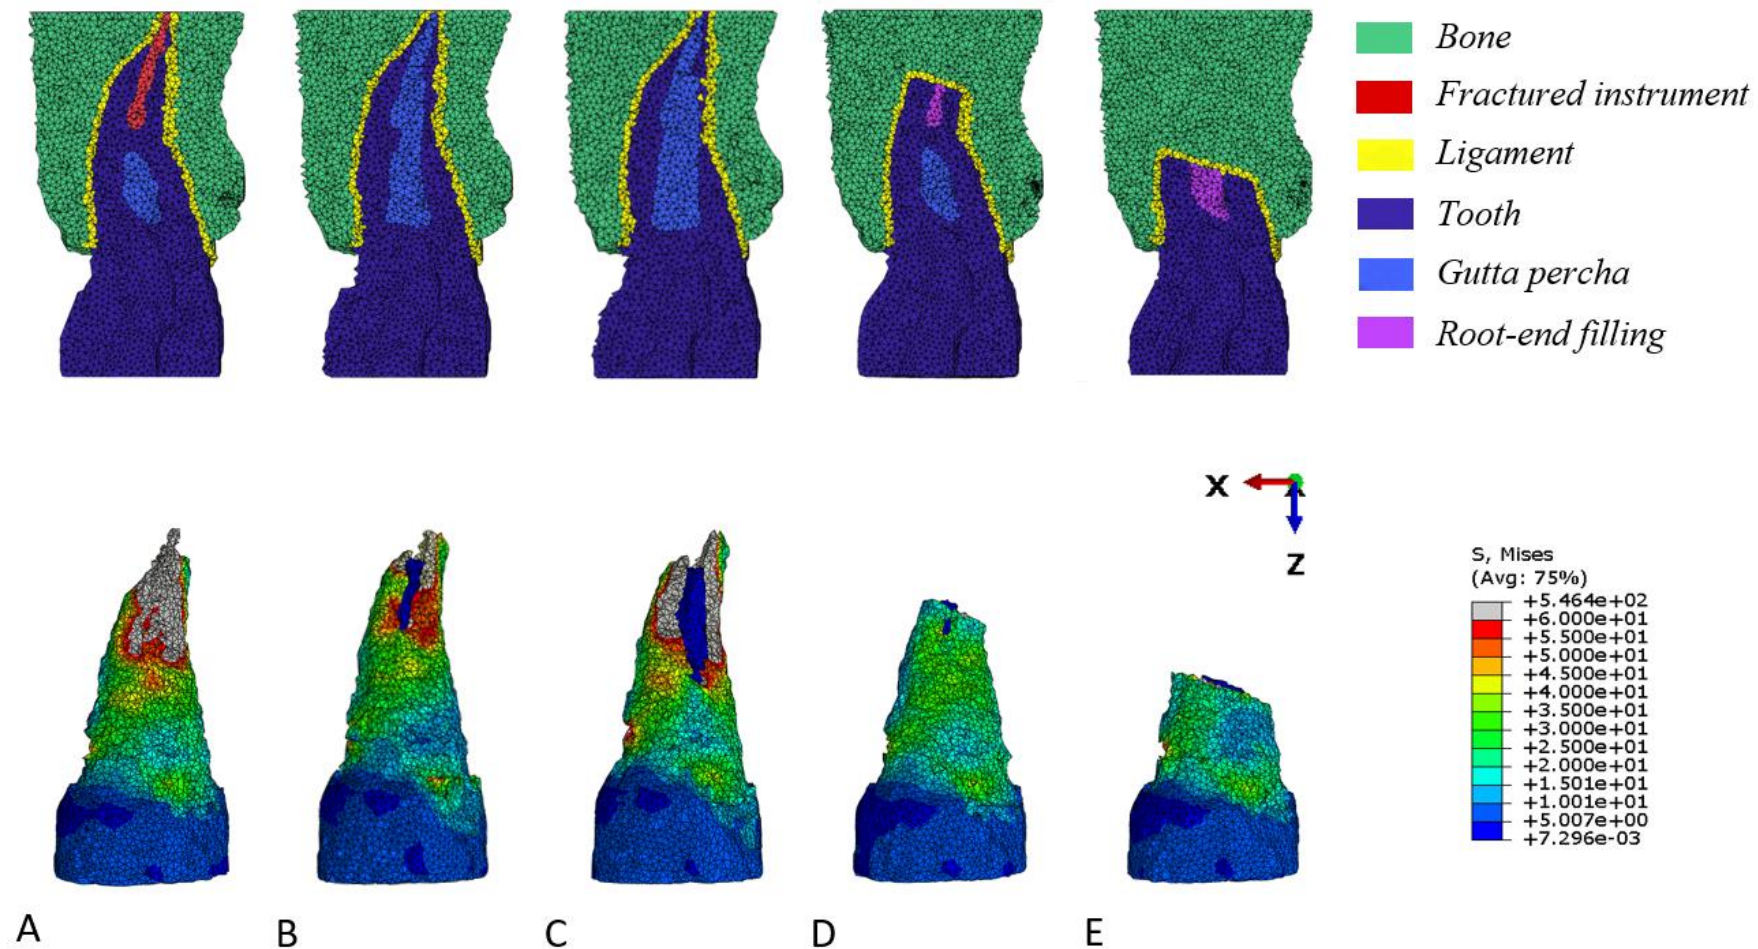 Bone
Fractured instrument
Ligament
Tooth
Gutta percha
Root-end filling
X
Z
S, Mises
(Avg: 75%)
+5.464e+02
+6.000e+01
+5.500e+01
+5.000e+01
+4.500e+01
+4.000e+01
+3.500e+01
+3.000e+01
+2.500e+01
+2.000e+01
+1.501e+01
+1.001e+01
+5.007e+00
+7.296e-03
A B C D E